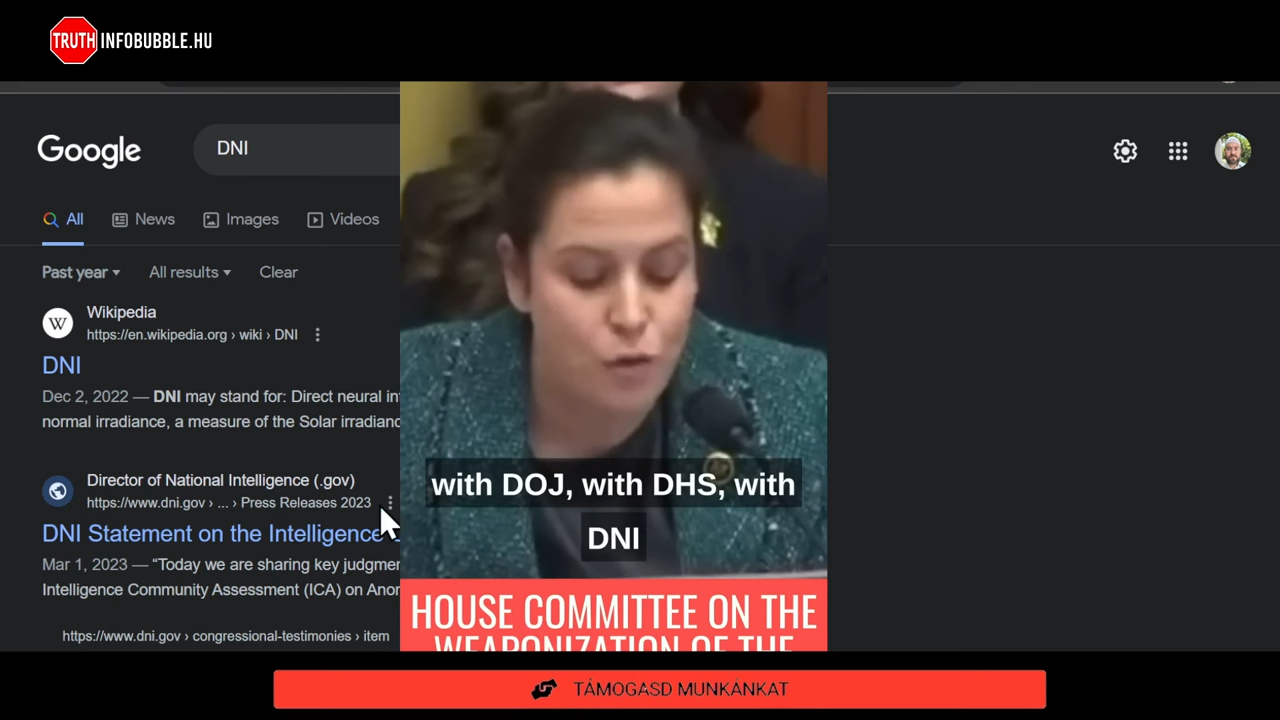 TRUTH INFOBUBBLE.HU
Google
DNI
All News Images Videos
Past year All results Clear
W
Wikipedia
https://en.wikipedia.org › wiki › DNI
DNI
Dec 2, 2022 — DNI may stand for: Direct neural
normal irradiance, a measure of the Solar
Director of National Intelligence (.gov)
https://www.dni.gov › ... › Press Releases 2023
DNI Statement on the Intelligence
Mar 1, 2023 — “Today we are sharing key
Intelligence Community Assessment (ICA) on
https://www.dni.gov › congressional-testimonies › item
with DOJ, with DHS, with
DNI
HOUSE COMMITTEE ON THE
WEAPONIZATION OF THE
TÁMOGASD MUNKÁNKAT